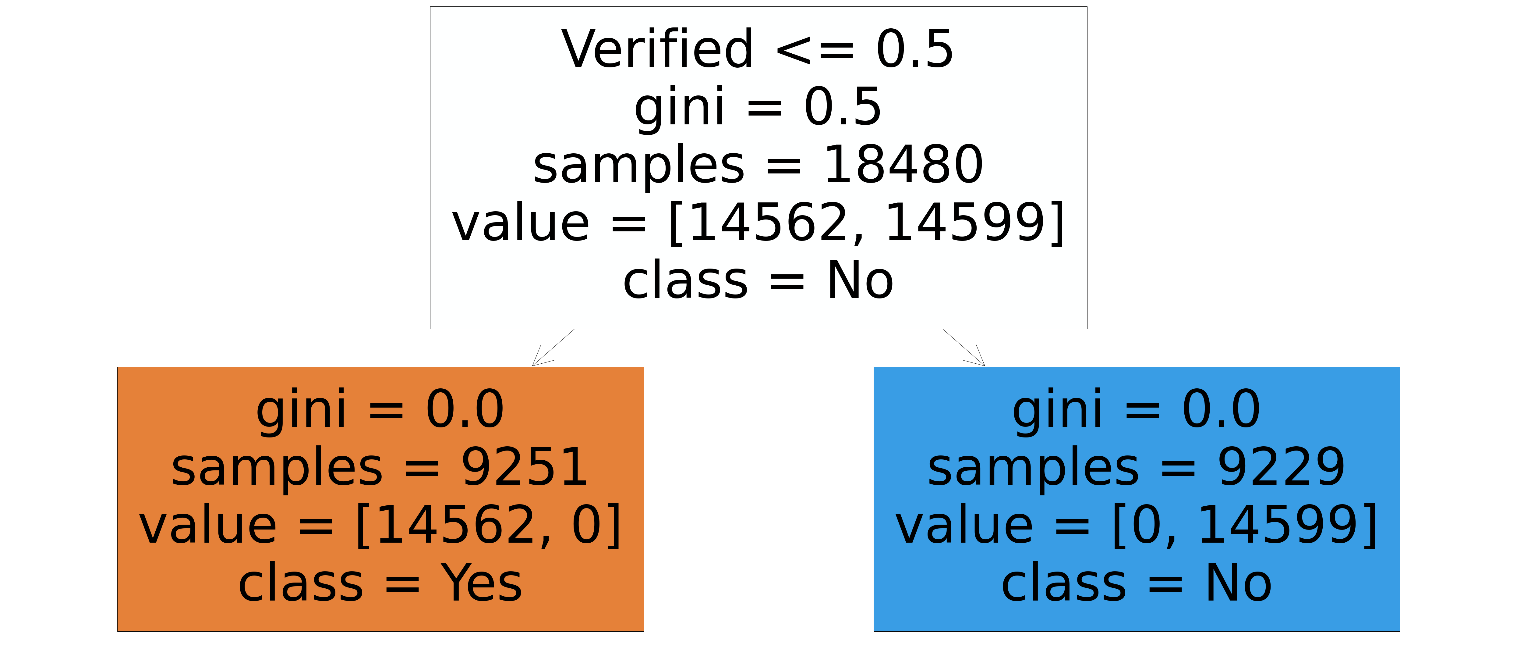 Verified <= 0.5
gini = 0.5
samples = 18480
value = [14562, 14599]
class = No
gini = 0.0
samples = 9251
value = [14562, 0]
class = Yes
gini = 0.0
samples = 9229
value = [0, 14599]
class = No